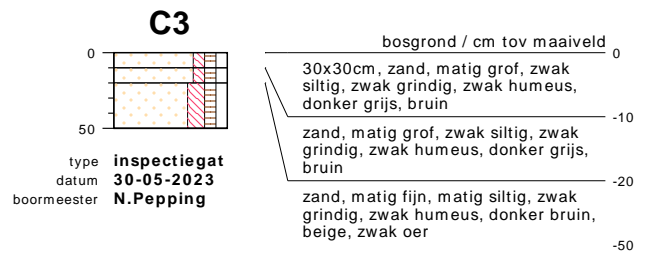 C3
bosgrond / cm tov maaiveld
0
0
30x30cm, zand, matig grof, zwak
siltig, zwak grindig, zwak humeus,
donker grijs, bruin
-10
50
zand, matig grof, zwak siltig, zwak
grindig, zwak humeus, donker grijs,
bruin
-20
type inspectiegat
datum 30-05-2023
boormeester N.Pepping
zand, matig fijn, matig siltig, zwak
grindig, zwak humeus, donker bruin,
beige, zwak oer
-50